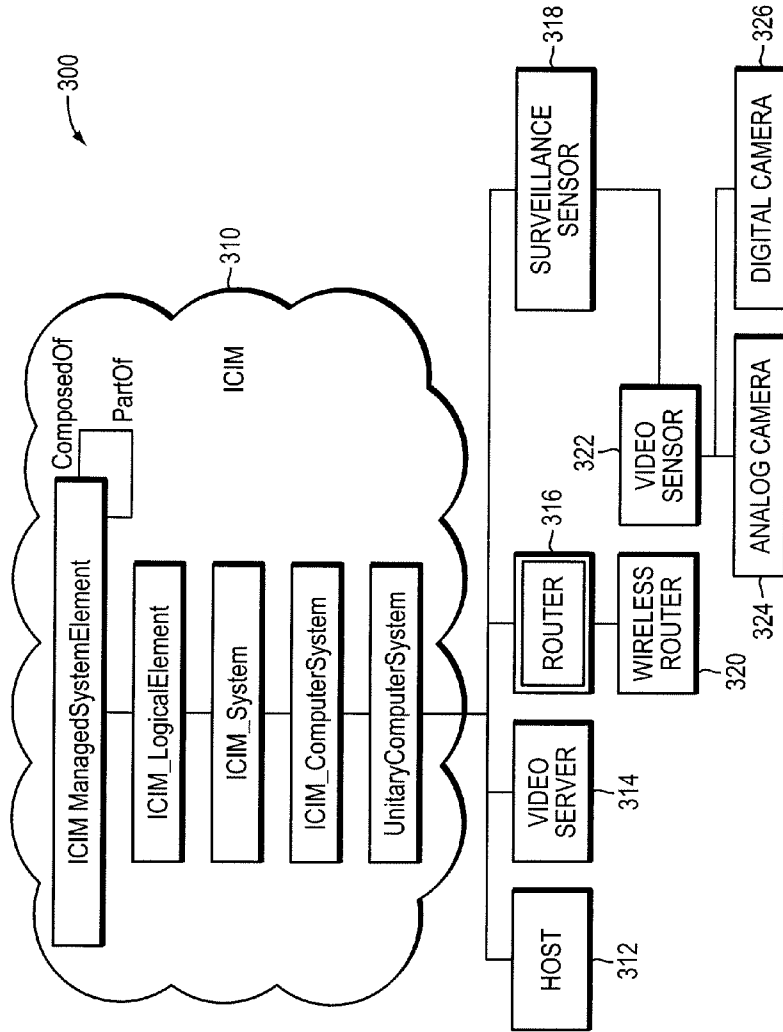 300
310
ComposedOf
ICIM ManagedSystemElement
PartOf
ICIM
ICIM_LogicalElement
ICIM_System
ICIM_ComputerSystem
UnitaryComputerSystem
HOST
312
VIDEO
SERVER
314
ROUTER
316
WIRELESS
ROUTER
320
SURVEILLANCE
SENSOR
318
VIDEO
SENSOR
322
ANALOG CAMERA
324
DIGITAL CAMERA
326